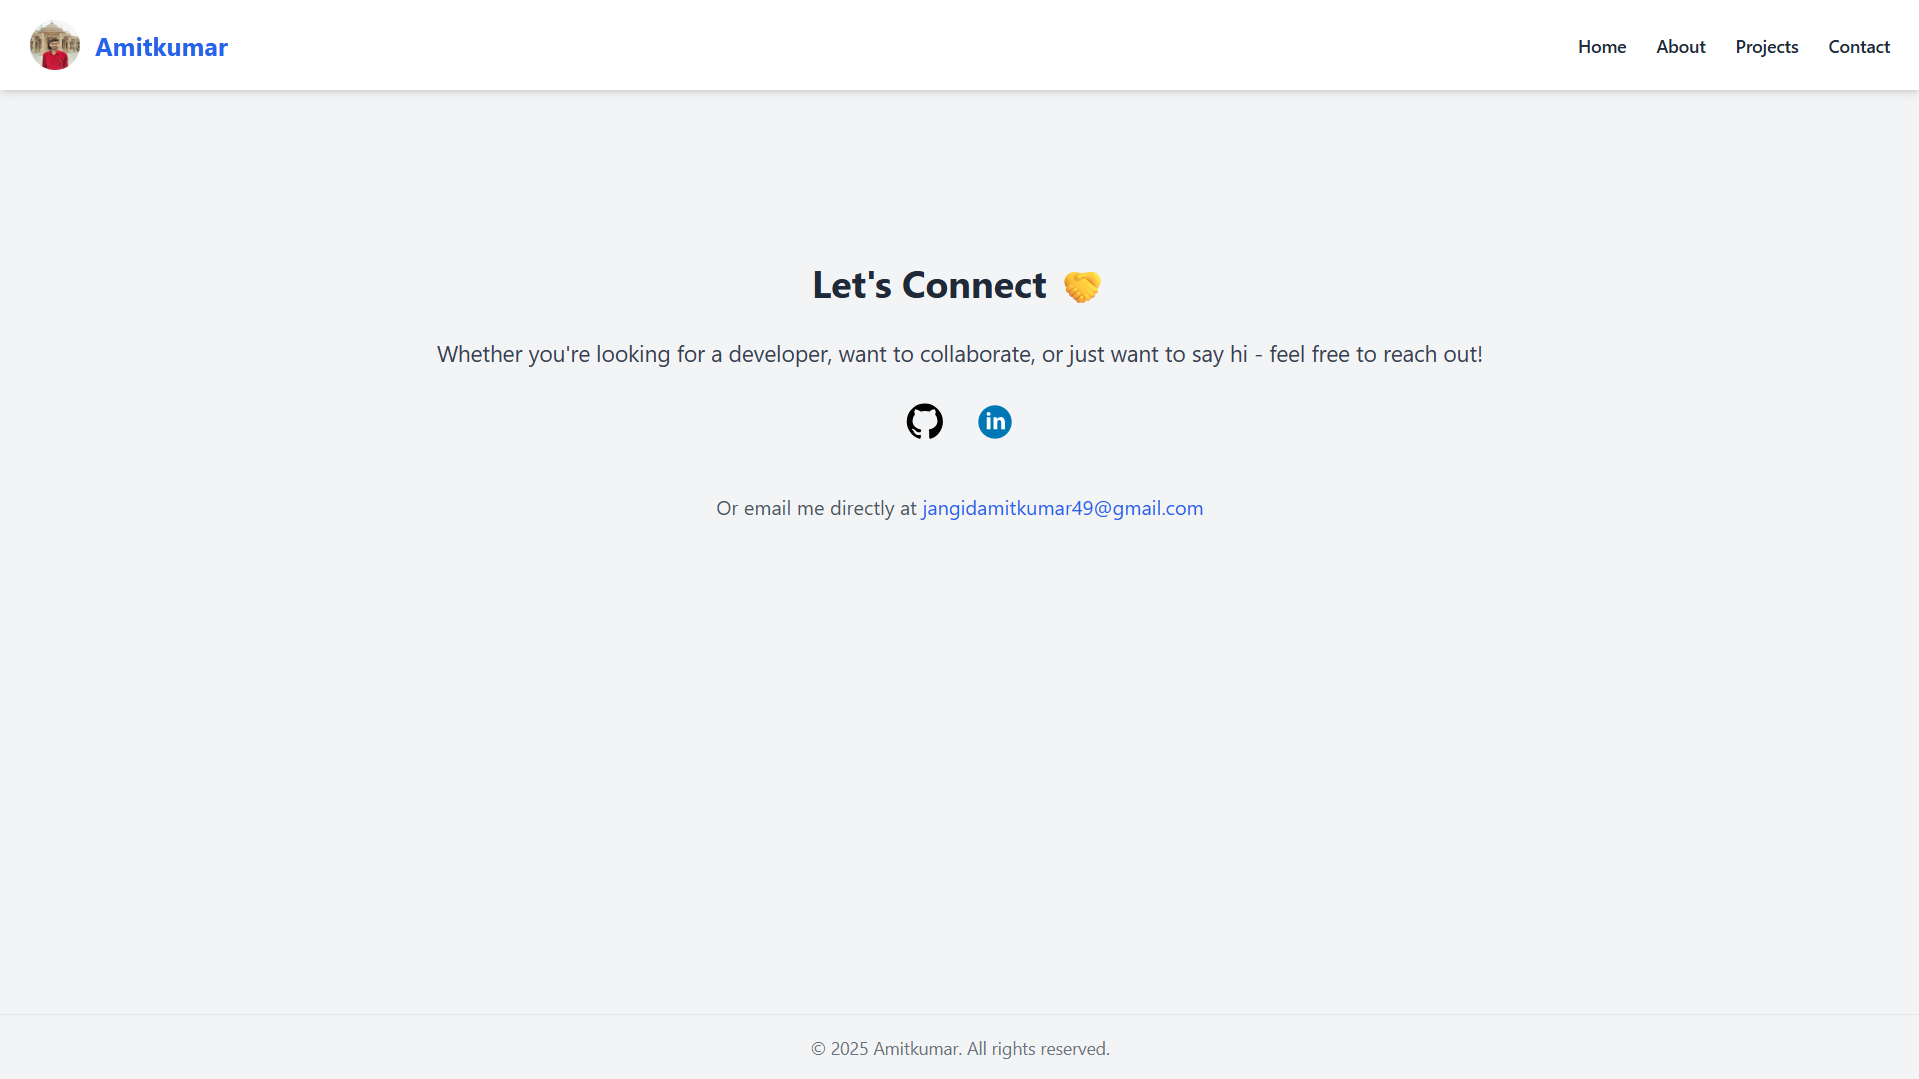 Amitkumar
Home About Projects Contact
Let's Connect 🤝
Whether you're looking for a developer, want to collaborate, or just want to say hi - feel free to reach out!
in
Or email me directly at jangidamitkumar49@gmail.com
© 2025 Amitkumar. All rights reserved.